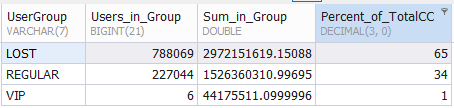 UserGroup Users_in_Group Sum_in_Group Percent_of_TotalCC
VARCHAR(7) BIGINT(21) DOUBLE DECIMAL(3, 0)
LOST 788069 2972151619.15088 65
REGULAR 227044 1526360310.99695 34
VIP 6 44175511.0999996 1